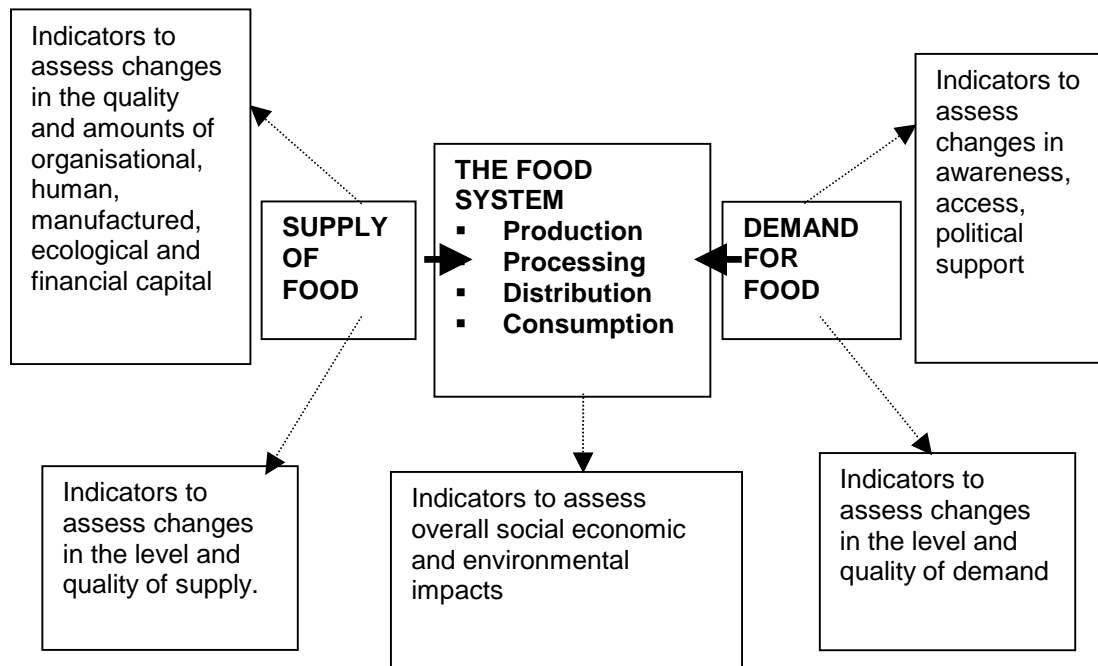 Indicators to
assess changes
in the quality
and amounts of
organisational,
human,
manufactured,
ecological and
financial capital
SUPPLY
OF
FOOD
THE FOOD
SYSTEM
▪ Production
▪ Processing
▪ Distribution
▪ Consumption
DEMAND
FOR
FOOD
Indicators to
assess
changes in
awareness,
access,
political
support
Indicators to
assess changes
in the level and
quality of supply.
Indicators to assess
overall social economic
and environmental
impacts
Indicators to
assess changes
in the level and
quality of demand